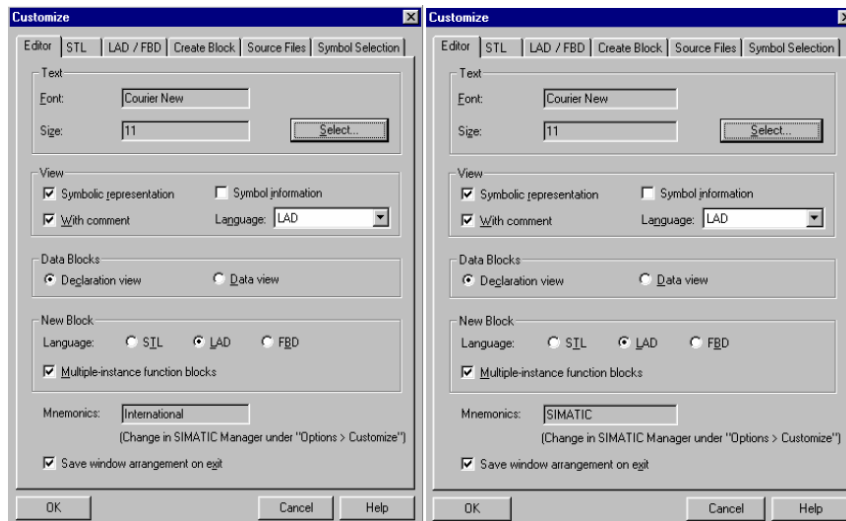 Customize
Editor STL LAD / FBD Create Block Source Files Symbol Selection
Text
Font: Courier New
Size: 11 Select...
View
Symbolic representation Symbol information
With comment Language: LAD
Data Blocks
Declaration view Data view
New Block
Language: STL LAD FBD
Multiple-instance function blocks
Mnemonics: International
(Change in SIMATIC Manager under "Options > Customize")
Save window arrangement on exit
OK Cancel Help
Customize
Editor STL LAD / FBD Create Block Source Files Symbol Selection
Text
Font: Courier New
Size: 11 Select...
View
Symbolic representation Symbol information
With comment Language: LAD
Data Blocks
Declaration view Data view
New Block
Language: STL LAD FBD
Multiple-instance function blocks
Mnemonics: SIMATIC
(Change in SIMATIC Manager under "Options > Customize")
Save window arrangement on exit
OK Cancel Help